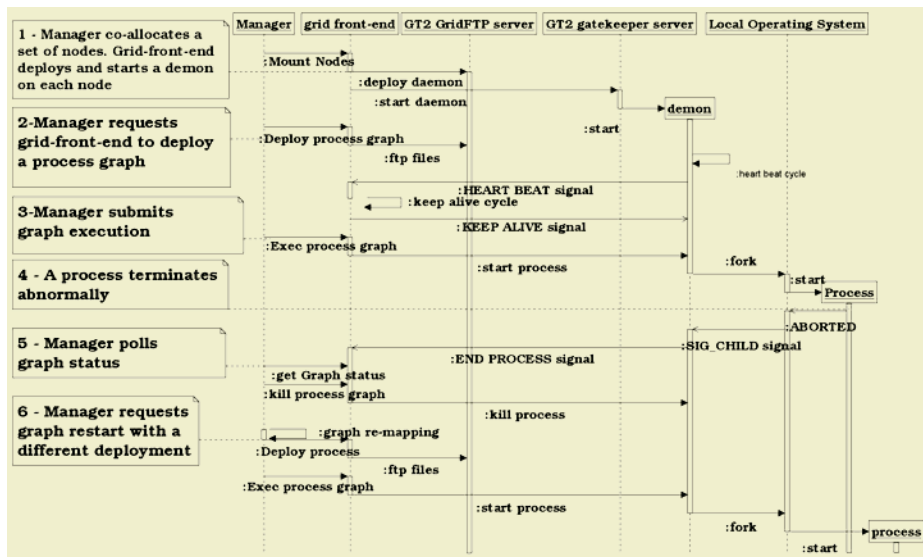 Manager grid front-end GT2 GridFTP server GT2 gatekeeper server Local Operating System
1 - Manager co-allocates a
set of nodes. Grid-front-end
deploys and starts a demon
on each node
:Mount Nodes
:deploy daemon
:start daemon
demon
:start
2-Manager requests
grid-front-end to deploy
a process graph
:Deploy process graph
:ftp files
:heart beat cycle
:HEART BEAT signal
:keep alive cycle
3-Manager submits
graph execution
:KEEP ALIVE signal
:Exec process graph
:start process
:fork
:start
4 - A process terminates
abnormally
Process
:ABORTED
:SIG_CHILD signal
5 - Manager polls
graph status
:END PROCESS signal
:get Graph status
:kill process graph
:kill process
6 - Manager requests
graph restart with a
different deployment
:graph re-mapping
:Deploy process
:ftp files
:Exec process graph
:start process
:fork
process
:start